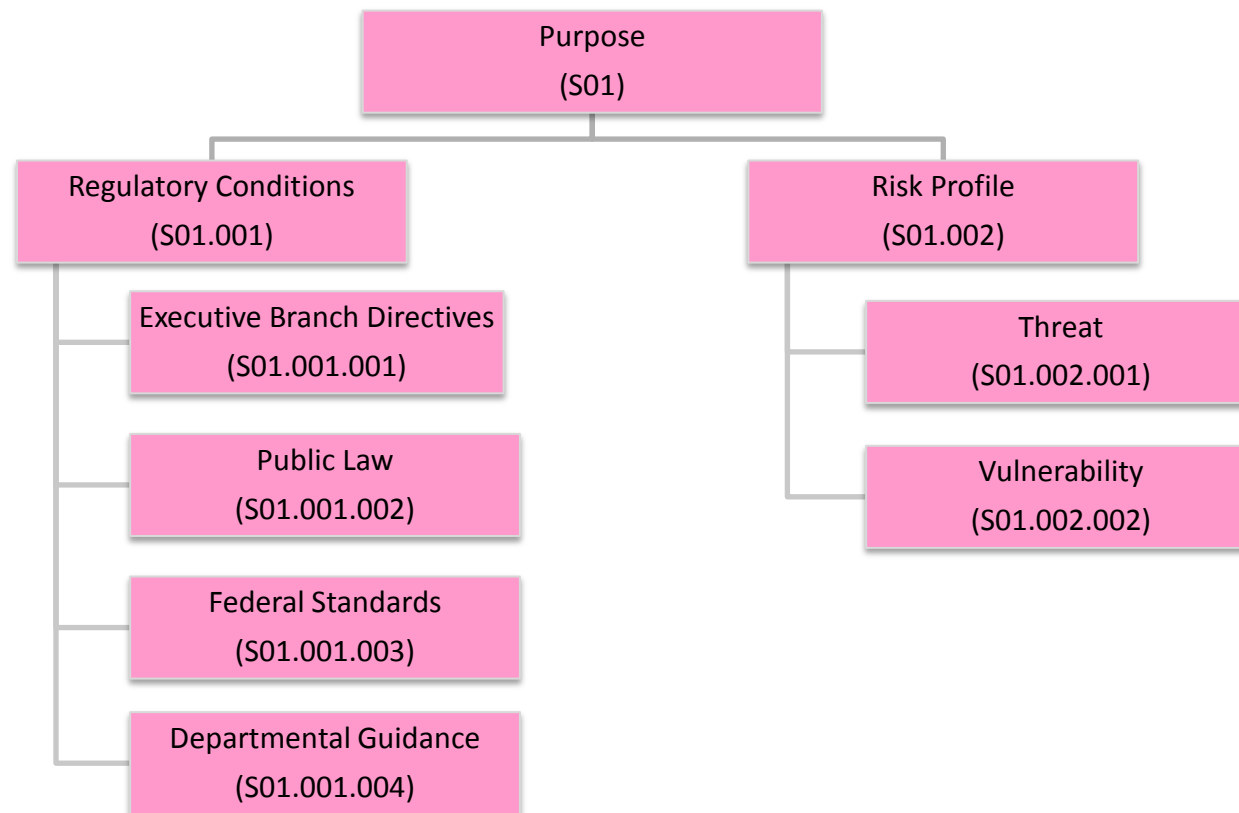 Purpose
(S01)
Regulatory Conditions
(S01.001)
Executive Branch Directives
(S01.001.001)
Public Law
(S01.001.002)
Federal Standards
(S01.001.003)
Departmental Guidance
(S01.001.004)
Risk Profile
(S01.002)
Threat
(S01.002.001)
Vulnerability
(S01.002.002)